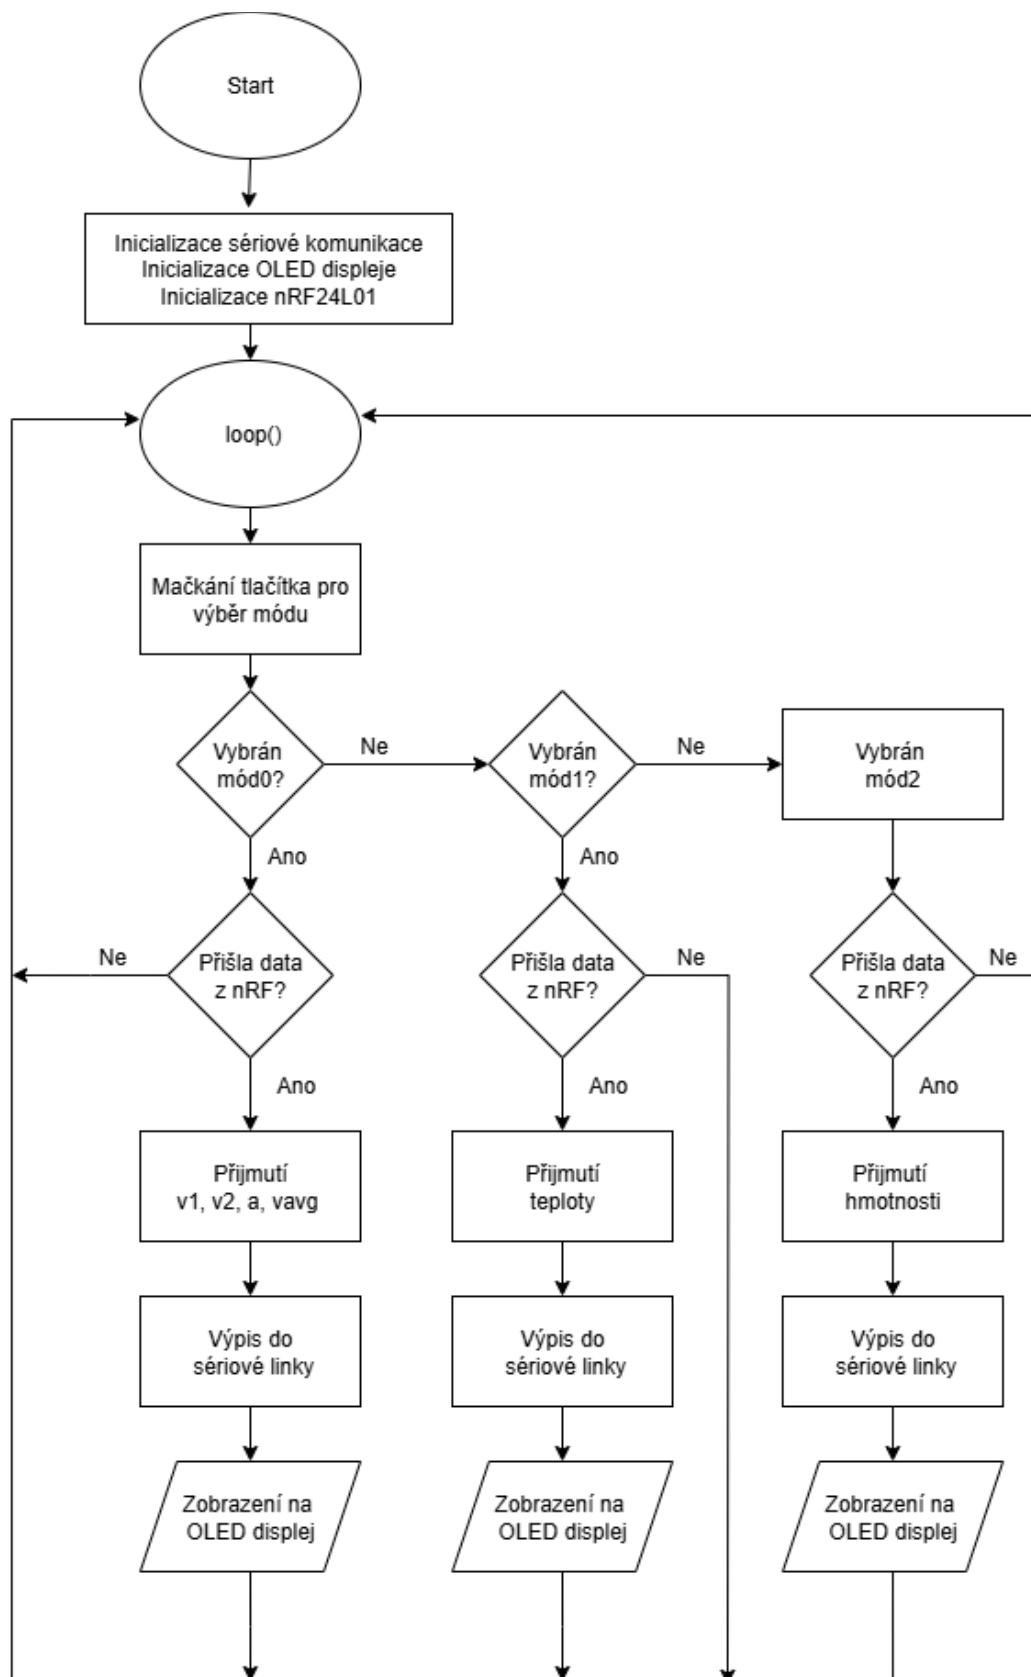 Start
Inicializace sériové komunikace
Inicializace OLED displeje
Inicializace nRF24L01
loop()
Mačkání tlačítka pro
výběr módu
Vybrán
mód0?
Ne
Vybrán
mód1?
Ne
Vybrán
mód2
Ano
Ano
Přišla data
z nRF?
Ne
Přišla data
z nRF?
Ne
Přišla data
z nRF?
Ne
Ano
Ano
Ano
Přijmutí
v1, v2, a, vavg
Přijmutí
teploty
Přijmutí
hmotnosti
Výpis do
sériové linky
Výpis do
sériové linky
Výpis do
sériové linky
Zobrazení na
OLED displej
Zobrazení na
OLED displej
Zobrazení na
OLED displej